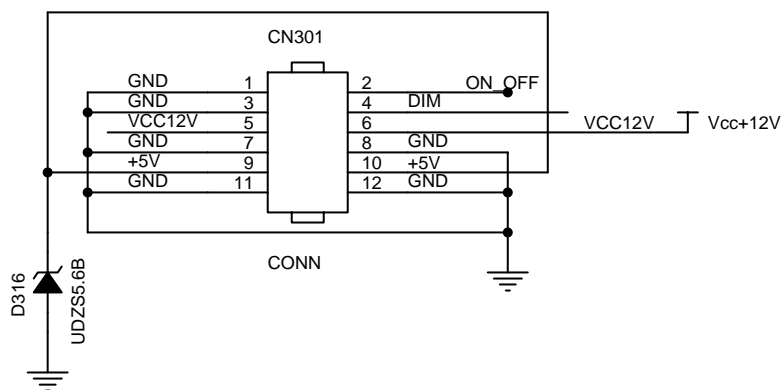 CN301
GND 1 2 ON_OFF
GND 3 4 DIM
VCC12V 5 6 VCC12V Vcc+12V
GND 7 8 GND
+5V 9 10 +5V
GND 11 12 GND
CONN
D316
UDZS5.6B